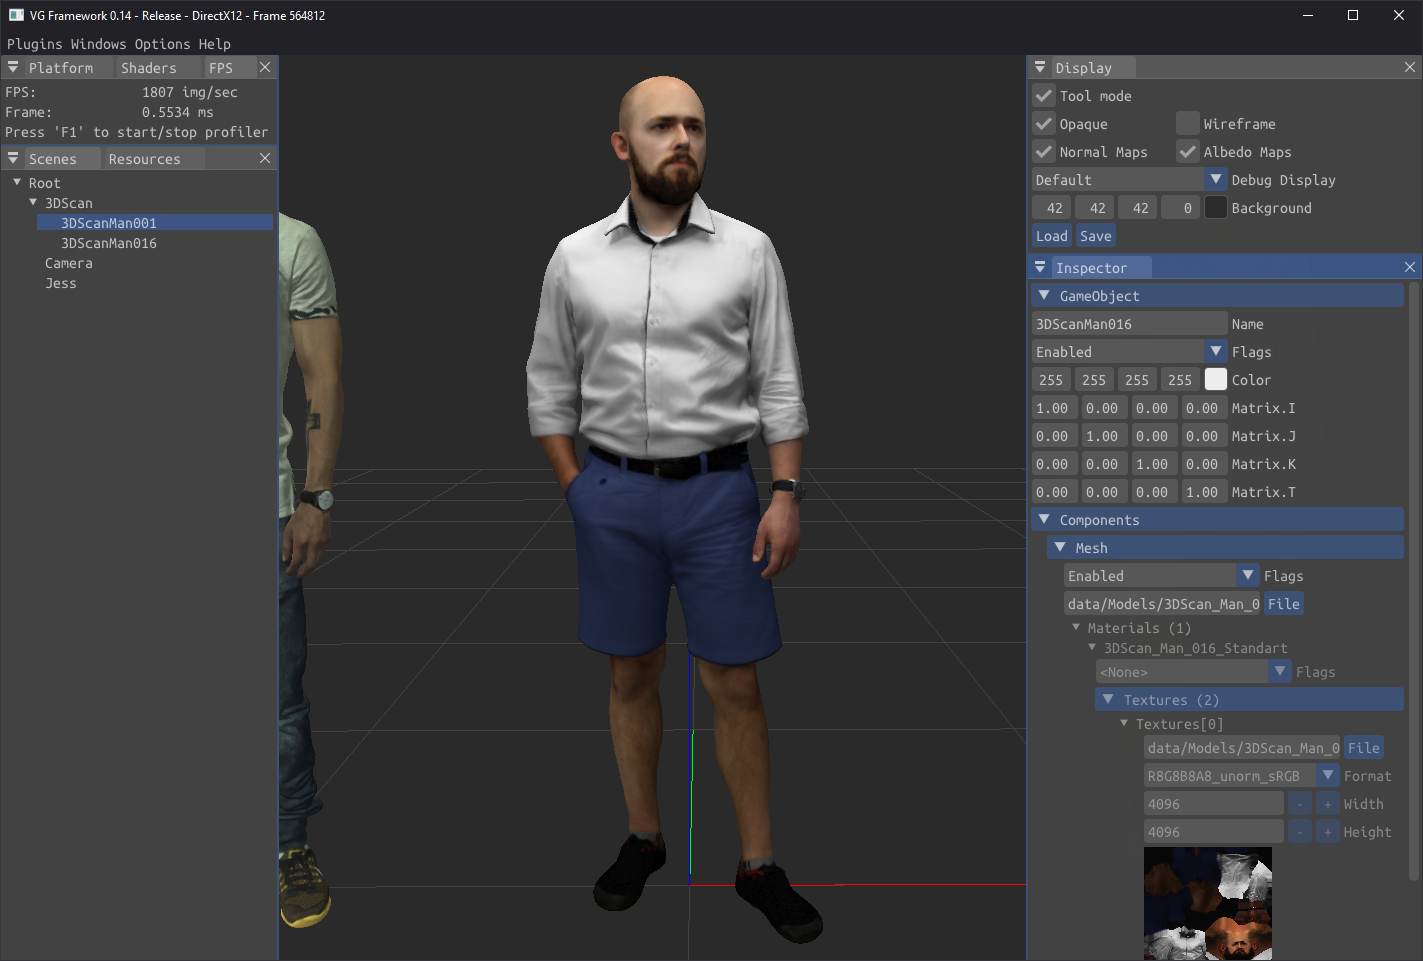 VG Framework 0.14 - Release - DirectX12 - Frame 564812
Plugins Windows Options Help
Platform Shaders FPS
FPS: 1807 img/sec
Frame: 0.5534 ms
Press 'F1' to start/stop profiler
Scenes Resources
Root
3DScan
3DScanMan001
3DScanMan016
Camera
Jess
Display
Tool mode
Opaque Wireframe
Normal Maps Albedo Maps
Default Debug Display
42 42 42 0 Background
Load Save
Inspector
GameObject
3DScanMan016 Name
Enabled Flags
255 255 255 255 Color
1.00 0.00 0.00 0.00 Matrix.I
0.00 1.00 0.00 0.00 Matrix.J
0.00 0.00 1.00 0.00 Matrix.K
0.00 0.00 0.00 1.00 Matrix.T
Components
Mesh
Enabled Flags
data/Models/3DScan_Man_0 File
Materials (1)
3DScan_Man_016_Standart
<None> Flags
Textures (2)
Textures[0]
data/Models/3DScan_Man_0 File
R8G8B8A8_unorm_sRGB Format
4096 - + Width
4096 - + Height